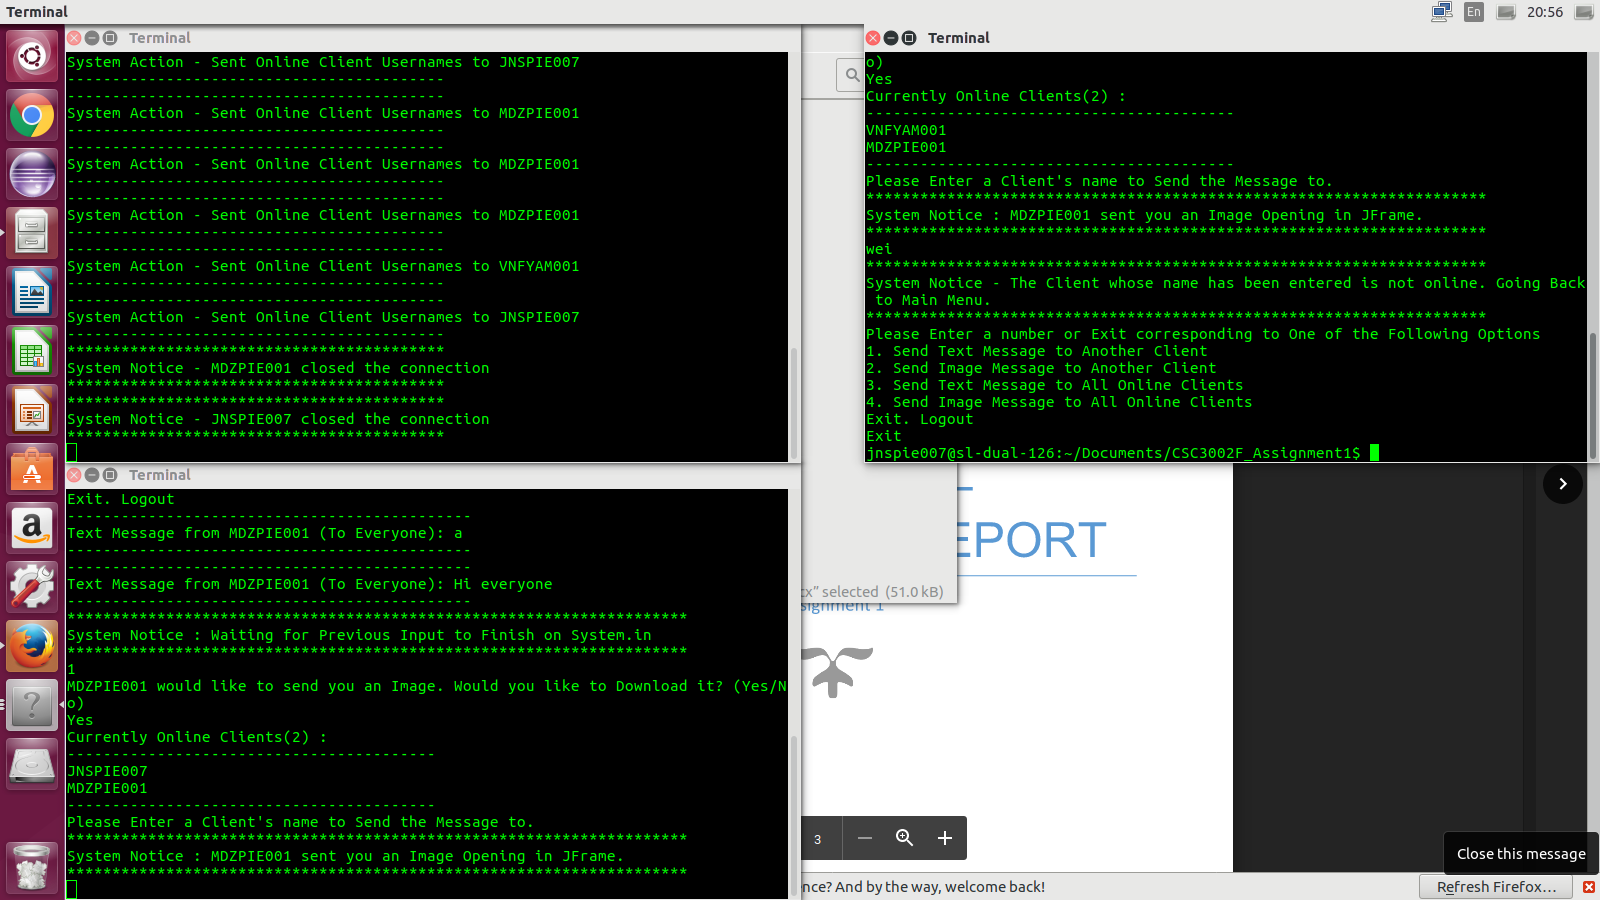 Terminal
En
20:56
Terminal
System Action - Sent Online Client Usernames to JNSPIE007
------------------------------------------
------------------------------------------
System Action - Sent Online Client Usernames to MDZPIE001
------------------------------------------
------------------------------------------
System Action - Sent Online Client Usernames to MDZPIE001
------------------------------------------
------------------------------------------
System Action - Sent Online Client Usernames to MDZPIE001
------------------------------------------
------------------------------------------
System Action - Sent Online Client Usernames to VNFYAM001
------------------------------------------
------------------------------------------
System Action - Sent Online Client Usernames to JNSPIE007
------------------------------------------
******************************************
System Notice - MDZPIE001 closed the connection
******************************************
******************************************
System Notice - JNSPIE007 closed the connection
******************************************
Terminal
o)
Yes
Currently Online Clients(2) :
-----------------------------------------
VNFYAM001
MDZPIE001
-----------------------------------------
Please Enter a Client's name to Send the Message to.
*********************************************************************
System Notice : MDZPIE001 sent you an Image Opening in JFrame.
*********************************************************************
wei
*********************************************************************
System Notice - The Client whose name has been entered is not online. Going Back
 to Main Menu.
*********************************************************************
Please Enter a number or Exit corresponding to One of the Following Options
1. Send Text Message to Another Client
2. Send Image Message to Another Client
3. Send Text Message to All Online Clients
4. Send Image Message to All Online Clients
Exit. Logout
Exit
jnspie007@sl-dual-126:~/Documents/CSC3002F_Assignment1$
Terminal
Exit. Logout
---------------------------------------------
Text Message from MDZPIE001 (To Everyone): a
---------------------------------------------
---------------------------------------------
Text Message from MDZPIE001 (To Everyone): Hi everyone
---------------------------------------------
*********************************************************************
System Notice : Waiting for Previous Input to Finish on System.in
*********************************************************************
1
MDZPIE001 would like to send you an Image. Would you like to Download it? (Yes/N
o)
Yes
Currently Online Clients(2) :
-----------------------------------------
JNSPIE007
MDZPIE001
-----------------------------------------
Please Enter a Client's name to Send the Message to.
*********************************************************************
System Notice : MDZPIE001 sent you an Image Opening in JFrame.
*********************************************************************
EPORT
cx” selected (51.0 kB)
signment 1
3
Close this message
ence? And by the way, welcome back!
Refresh Firefox…